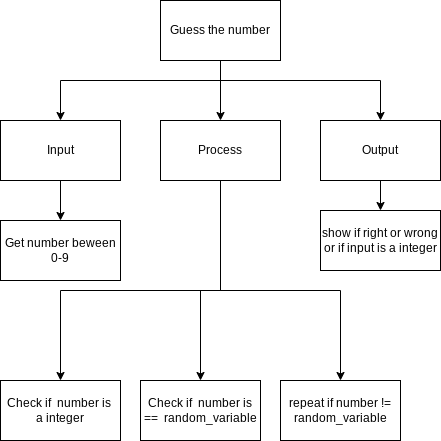 Guess the number
Input
Process
Output
Get number beween
0-9
show if right or wrong
or if input is a integer
Check if  number is
a integer
Check if  number is
==  random_variable
repeat if number !=
random_variable